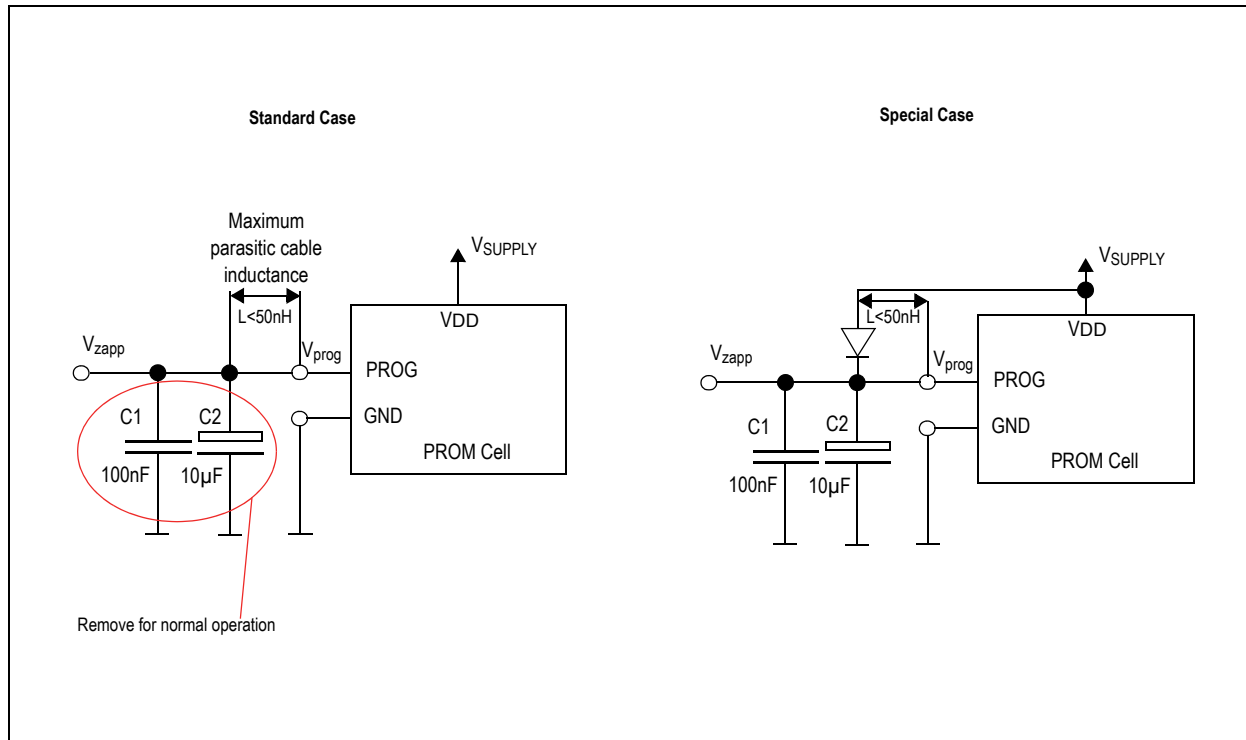 Standard Case
Maximum
parasitic cable
inductance
L<50nH
VSUPPLY
VDD
Vzapp
Vprog
PROG
GND
C1
C2
100nF
10µF
PROM Cell
Remove for normal operation
Special Case
VSUPPLY
L<50nH
VDD
Vzapp
Vprog
PROG
GND
C1
C2
100nF
10µF
PROM Cell